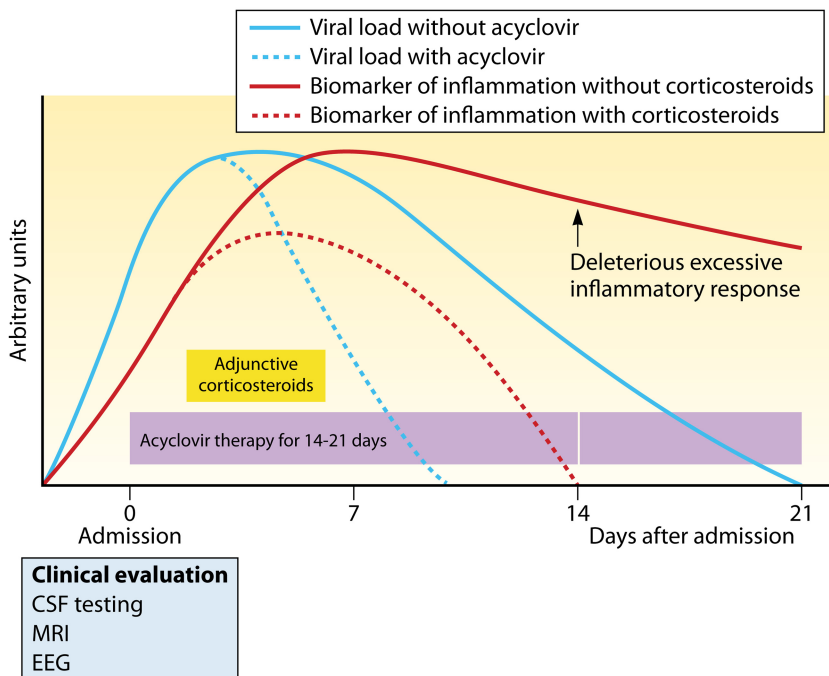 Viral load without acyclovir
Viral load with acyclovir
Biomarker of inflammation without corticosteroids
Biomarker of inflammation with corticosteroids
Arbitrary units
Deleterious excessive
inflammatory response
Adjunctive
corticosteroids
Acyclovir therapy for 14-21 days
0
7
14
21
Admission
Days after admission
Clinical evaluation
CSF testing
MRI
EEG